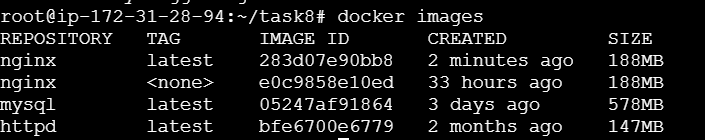 root@ip-172-31-28-94:~/task8# docker images
REPOSITORY   TAG       IMAGE ID       CREATED         SIZE
nginx        latest    283d07e90bb8   2 minutes ago   188MB
nginx        <none>    e0c9858e10ed   33 hours ago    188MB
mysql        latest    05247af91864   3 days ago      578MB
httpd        latest    bfe6700e6779   2 months ago    147MB